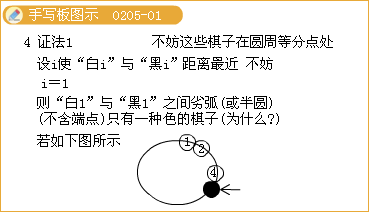 手写板图示 0205-01
4 证法1 不妨这些棋子在圆周等分点处
设i使“白i”与“黑i”距离最近 不妨
i=1
则“白1”与“黑1”之间劣弧(或半圆)
(不含端点)只有一种色的棋子(为什么?)
若如下图所示
1
2
4